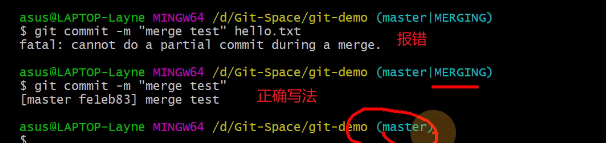 asus@LAPTOP-Layne MINGW64 /d/Git-Space/git-demo (master|MERGING)
$ git commit -m "merge test" hello.txt
fatal: cannot do a partial commit during a merge.
报错
asus@LAPTOP-Layne MINGW64 /d/Git-Space/git-demo (master|MERGING)
$ git commit -m "merge test"
[master fe1eb83] merge test
正确写法
asus@LAPTOP-Layne MINGW64 /d/Git-Space/git-demo (master)
$